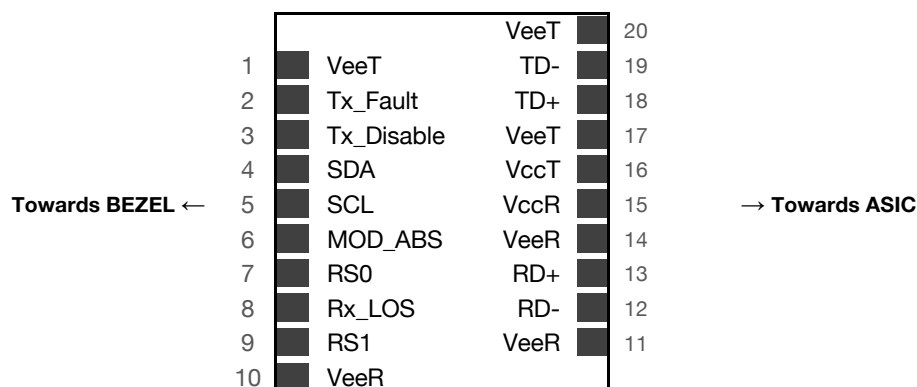 VeeT 20
1 VeeT TD- 19
2 Tx_Fault TD+ 18
3 Tx_Disable VeeT 17
4 SDA VccT 16
Towards BEZEL ← 5 SCL VccR 15 → Towards ASIC
6 MOD_ABS VeeR 14
7 RS0 RD+ 13
8 Rx_LOS RD- 12
9 RS1 VeeR 11
10 VeeR